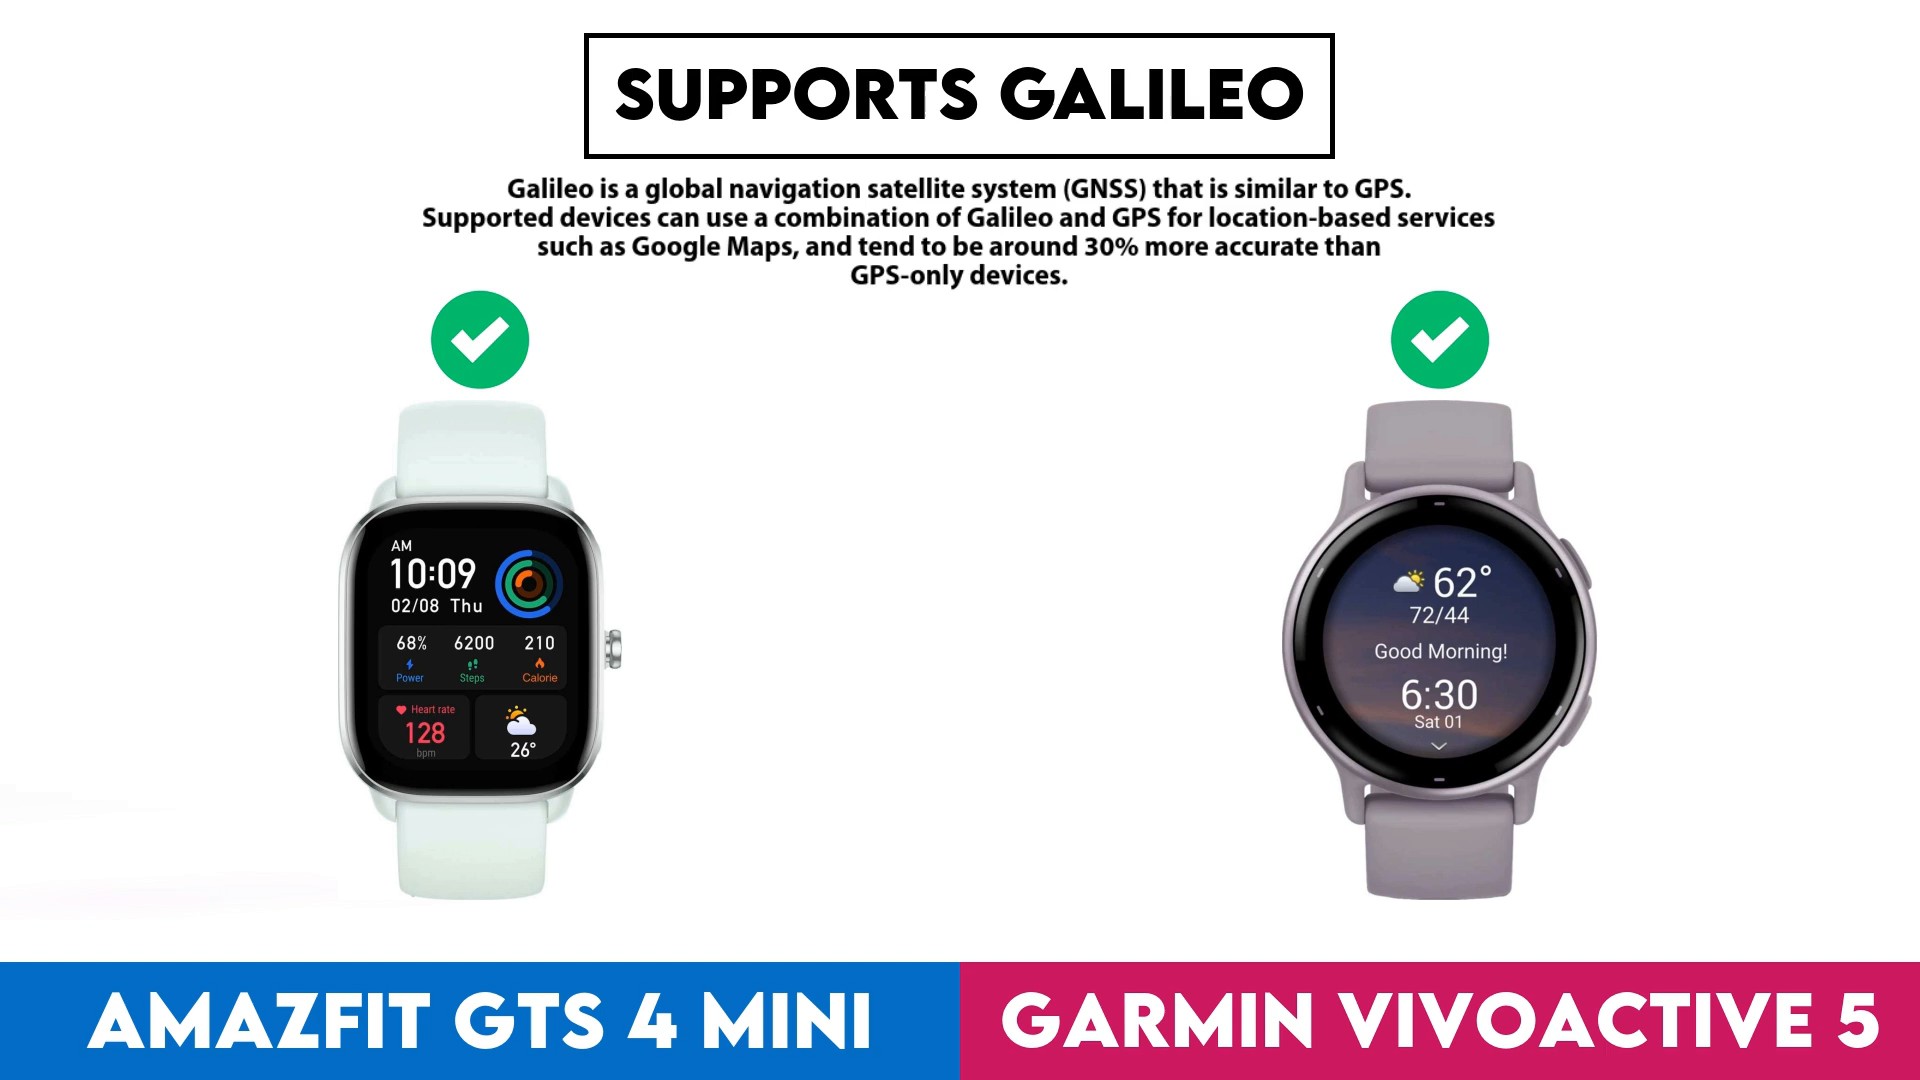 SUPPORTS GALILEO
Galileo is a global navigation satellite system (GNSS) that is similar to GPS.
Supported devices can use a combination of Galileo and GPS for location-based services
such as Google Maps, and tend to be around 30% more accurate than
GPS-only devices.
AM
10:09
02/08 Thu
68% 6200 210
Power Steps Calorie
Heart rate
128
bpm
26°
62°
72/44
Good Morning!
6:30
Sat 01
AMAZFIT GTS 4 MINI
GARMIN VIVOACTIVE 5